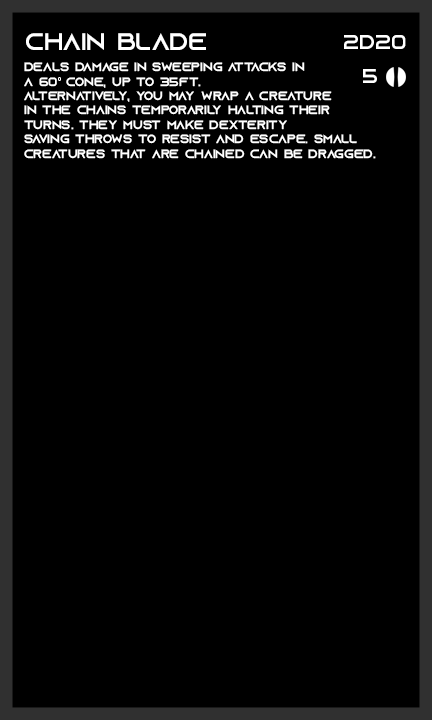 CHAIN BLADE 2D20
5
DEALS DAMAGE IN SWEEPING ATTACKS IN
A 60° CONE, UP TO 35FT.
ALTERNATIVELY, YOU MAY WRAP A CREATURE
IN THE CHAINS TEMPORARILY HALTING THEIR
TURNS. THEY MUST MAKE DEXTERITY
SAVING THROWS TO RESIST AND ESCAPE. SMALL
CREATURES THAT ARE CHAINED CAN BE DRAGGED.